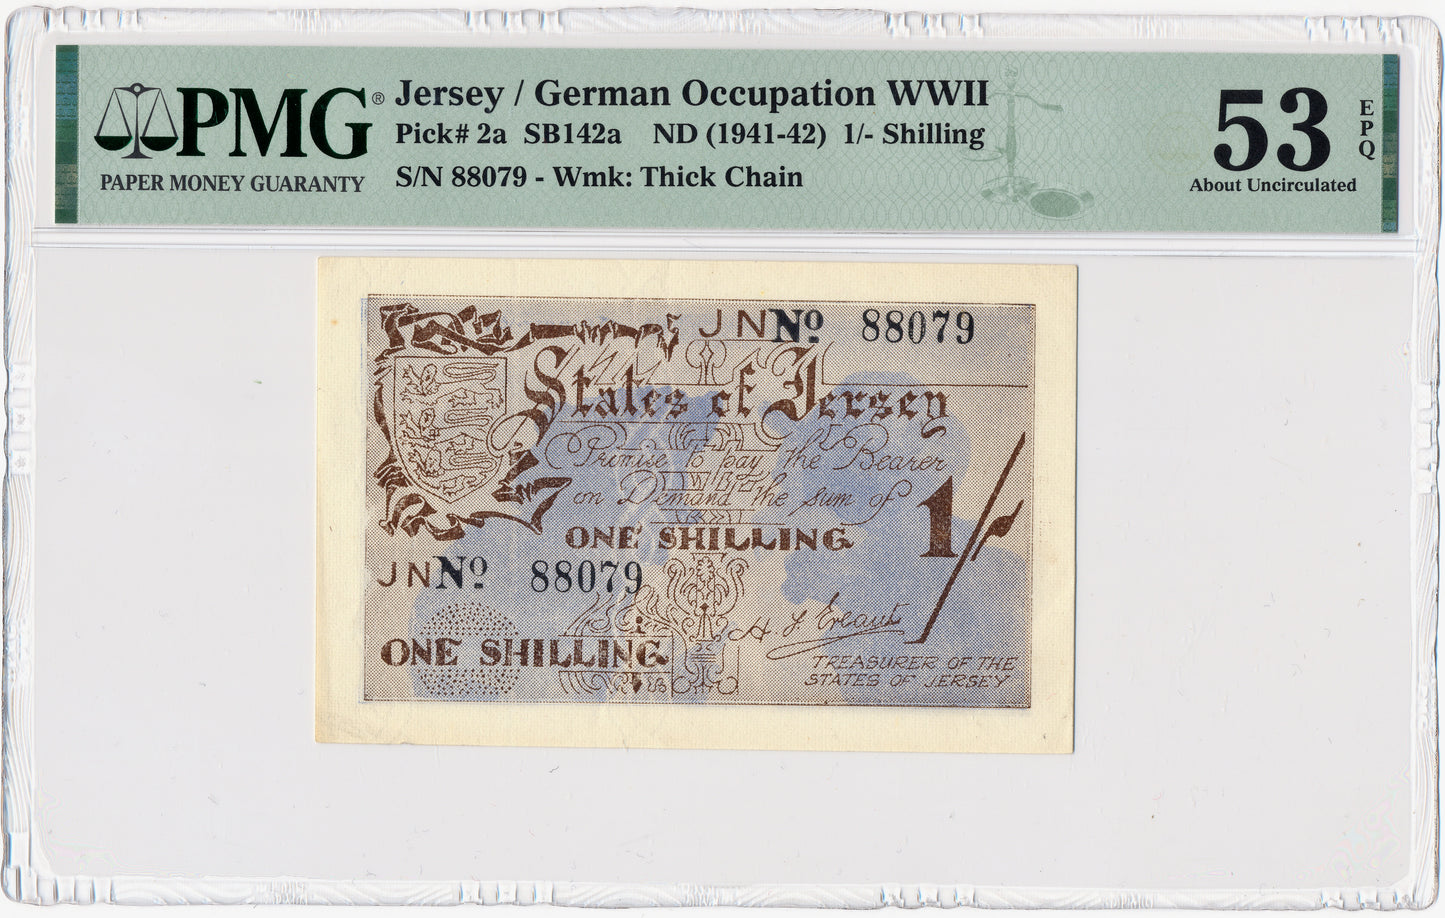 PMG®
PAPER MONEY GUARANTY
Jersey / German Occupation WWII
Pick# 2a SB142a ND (1941-42) 1/- Shilling
S/N 88079 - Wmk: Thick Chain
53
EPQ
About Uncirculated
JN No 88079
States of Jersey
Promise to pay the Bearer
on Demand the sum of
ONE SHILLING
1/-
JN No 88079
ONE SHILLING
H. F. Ereaut
TREASURER OF THE
STATES OF JERSEY